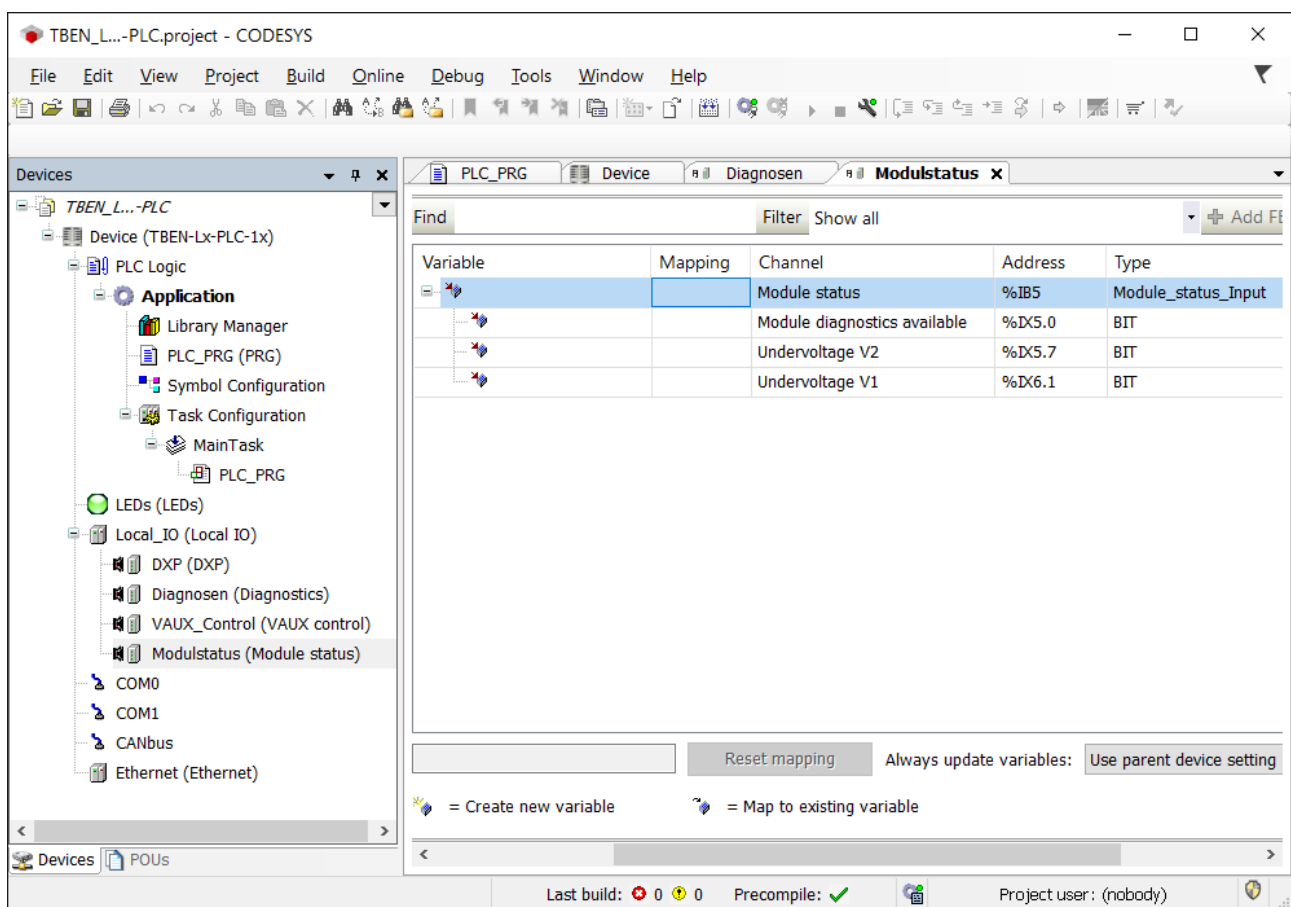 TBEN_L...-PLC.project - CODESYS
File Edit View Project Build Online Debug Tools Window Help
Devices
TBEN_L...-PLC
Device (TBEN-Lx-PLC-1x)
PLC Logic
Application
Library Manager
PLC_PRG (PRG)
Symbol Configuration
Task Configuration
MainTask
PLC_PRG
LEDs (LEDs)
Local_IO (Local IO)
DXP (DXP)
Diagnosen (Diagnostics)
VAUX_Control (VAUX control)
Modulstatus (Module status)
COM0
COM1
CANbus
Ethernet (Ethernet)
Devices POUs
PLC_PRG Device Diagnosen Modulstatus
Find Filter Show all Add FB
Variable Mapping Channel Address Type
Module status %IB5 Module_status_Input
Module diagnostics available %IX5.0 BIT
Undervoltage V2 %IX5.7 BIT
Undervoltage V1 %IX6.1 BIT
Reset mapping Always update variables: Use parent device setting
= Create new variable = Map to existing variable
Last build: 0 0 Precompile: Project user: (nobody)